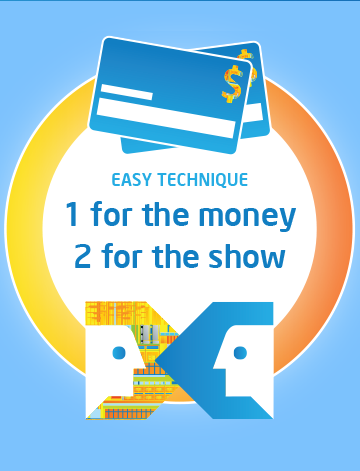 EASY TECHNIQUE
1 for the money
2 for the show